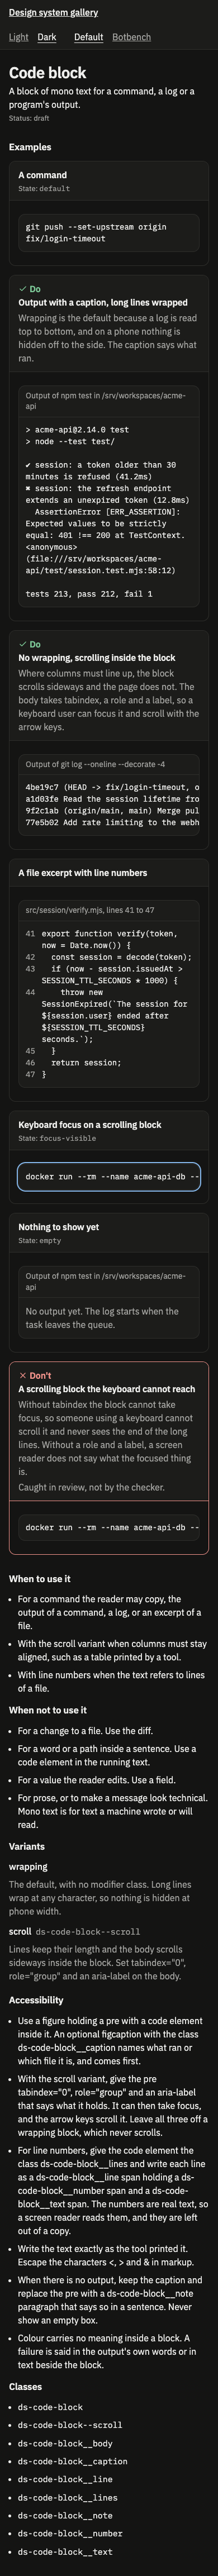 Design system gallery
Light Dark Default Botbench
Code block
A block of mono text for a command, a log or a
program's output.
Status: draft
Examples
A command
State: default
git push --set-upstream origin
fix/login-timeout
✓ Do
Output with a caption, long lines wrapped
Wrapping is the default because a log is read
top to bottom, and on a phone nothing is
hidden off to the side. The caption says what
ran.
Output of npm test in /srv/workspaces/acme-
api
> acme-api@2.14.0 test
> node --test test/
✔ session: a token older than 30
minutes is refused (41.2ms)
✖ session: the refresh endpoint
extends an unexpired token (12.8ms)
AssertionError [ERR_ASSERTION]:
Expected values to be strictly
equal: 401 !== 200 at TestContext.
<anonymous>
(file:///srv/workspaces/acme-
api/test/session.test.mjs:58:12)
tests 213, pass 212, fail 1
✓ Do
No wrapping, scrolling inside the block
Where columns must line up, the block
scrolls sideways and the page does not. The
body takes tabindex, a role and a label, so a
keyboard user can focus it and scroll with the
arrow keys.
Output of git log --oneline --decorate -4
4be19c7 (HEAD -> fix/login-timeout, o
a1d03fe Read the session lifetime fro
9f2c1ab (origin/main, main) Merge pul
77e5b02 Add rate limiting to the webh
A file excerpt with line numbers
src/session/verify.mjs, lines 41 to 47
41 export function verify(token,
now = Date.now()) {
42 const session = decode(token);
43 if (now - session.issuedAt >
SESSION_TTL_SECONDS * 1000) {
44 throw new
SessionExpired(`The session for
${session.user} ended after
${SESSION_TTL_SECONDS}
seconds.`);
45 }
46 return session;
47 }
Keyboard focus on a scrolling block
State: focus-visible
docker run --rm --name acme-api-db --
Nothing to show yet
State: empty
Output of npm test in /srv/workspaces/acme-
api
No output yet. The log starts when the
task leaves the queue.
✕ Don't
A scrolling block the keyboard cannot reach
Without tabindex the block cannot take
focus, so someone using a keyboard cannot
scroll it and never sees the end of the long
lines. Without a role and a label, a screen
reader does not say what the focused thing
is.
Caught in review, not by the checker.
docker run --rm --name acme-api-db --
When to use it
• For a command the reader may copy, the
output of a command, a log, or an excerpt of a
file.
• With the scroll variant when columns must stay
aligned, such as a table printed by a tool.
• With line numbers when the text refers to lines
of a file.
When not to use it
• For a change to a file. Use the diff.
• For a word or a path inside a sentence. Use a
code element in the running text.
• For a value the reader edits. Use a field.
• For prose, or to make a message look technical.
Mono text is for text a machine wrote or will
read.
Variants
wrapping
The default, with no modifier class. Long lines
wrap at any character, so nothing is hidden at
phone width.
scroll ds-code-block--scroll
Lines keep their length and the body scrolls
sideways inside the block. Set tabindex="0",
role="group" and an aria-label on the body.
Accessibility
• Use a figure holding a pre with a code element
inside it. An optional figcaption with the class
ds-code-block__caption names what ran or
which file it is, and comes first.
• With the scroll variant, give the pre
tabindex="0", role="group" and an aria-label
that says what it holds. It can then take focus,
and the arrow keys scroll it. Leave all three off a
wrapping block, which never scrolls.
• For line numbers, give the code element the
class ds-code-block__lines and write each line
as a ds-code-block__line span holding a ds-
code-block__number span and a ds-code-
block__text span. The numbers are real text, so
a screen reader reads them, and they are left
out of a copy.
• Write the text exactly as the tool printed it.
Escape the characters <, > and & in markup.
• When there is no output, keep the caption and
replace the pre with a ds-code-block__note
paragraph that says so in a sentence. Never
show an empty box.
• Colour carries no meaning inside a block. A
failure is said in the output's own words or in
text beside the block.
Classes
• ds-code-block
• ds-code-block--scroll
• ds-code-block__body
• ds-code-block__caption
• ds-code-block__line
• ds-code-block__lines
• ds-code-block__note
• ds-code-block__number
• ds-code-block__text